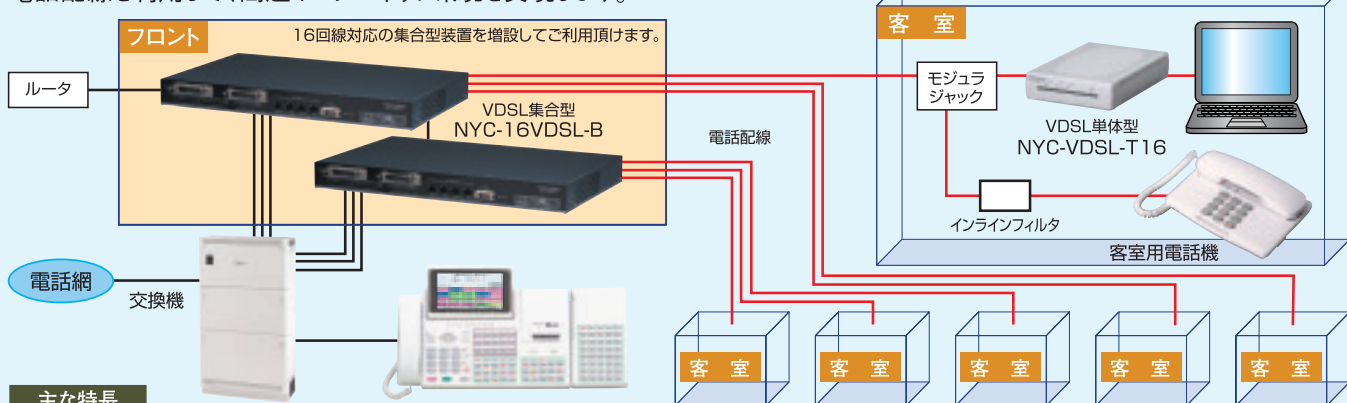 フロント
16回線対応の集合型装置を増設してご利用頂けます。
ルータ
VDSL集合型
NYC-16VDSL-B
電話配線
客 室
モジュラ
ジャック
VDSL単体型
NYC-VDSL-T16
インラインフィルタ
客室用電話機
電話網
交換機
客 室
客 室
客 室
客 室
客 室
主な特長